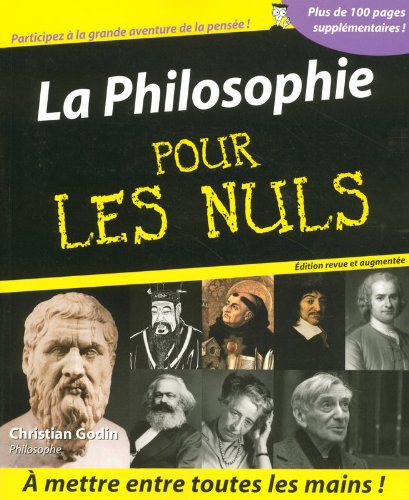 Participez à la grande aventure de la pensée !
Plus de 100 pages
supplémentaires !
La Philosophie
POUR
LES NULS
Édition revue et augmentée
Christian Godin
Philosophe
À mettre entre toutes les mains !